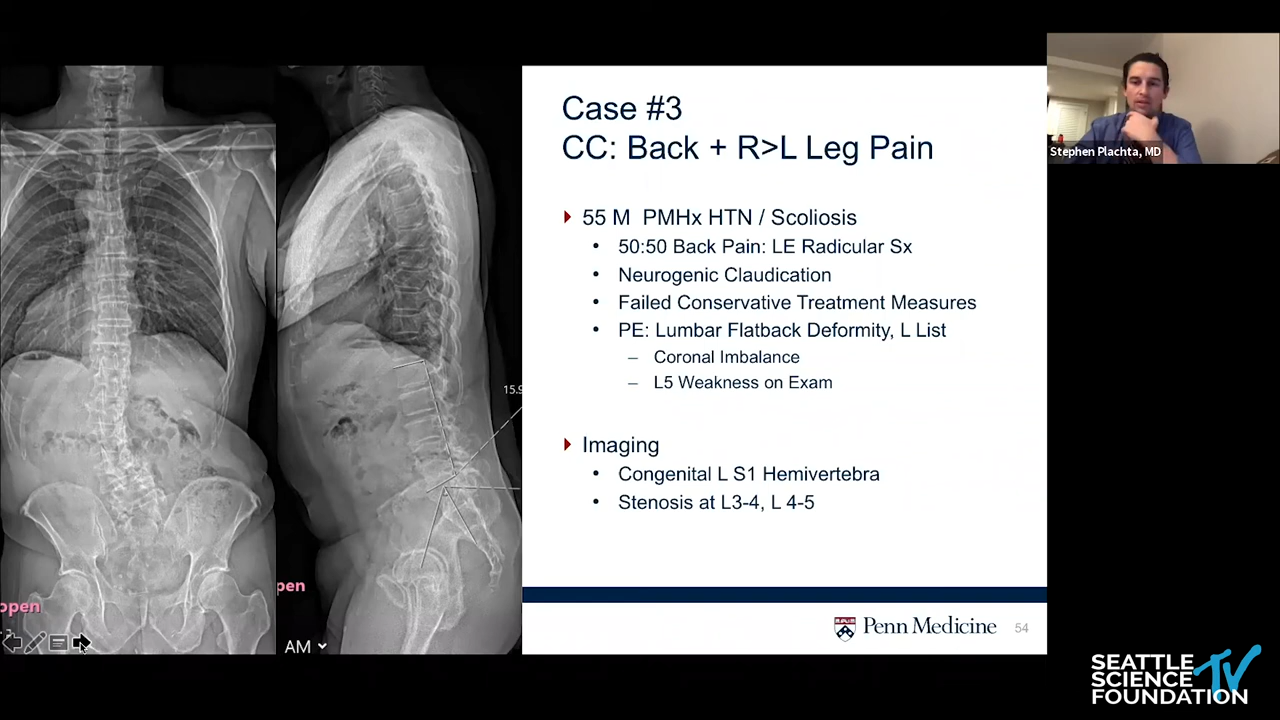 Case #3
CC: Back + R>L Leg Pain
55 M PMHx HTN / Scoliosis
50:50 Back Pain: LE Radicular Sx
Neurogenic Claudication
Failed Conservative Treatment Measures
PE: Lumbar Flatback Deformity, L List
– Coronal Imbalance
– L5 Weakness on Exam
Imaging
Congenital L S1 Hemivertebra
Stenosis at L3-4, L 4-5
Penn Medicine
54
15.9
pen
open
AM
Stephen Plachta, MD
SEATTLE
SCIENCE
FOUNDATION
TV